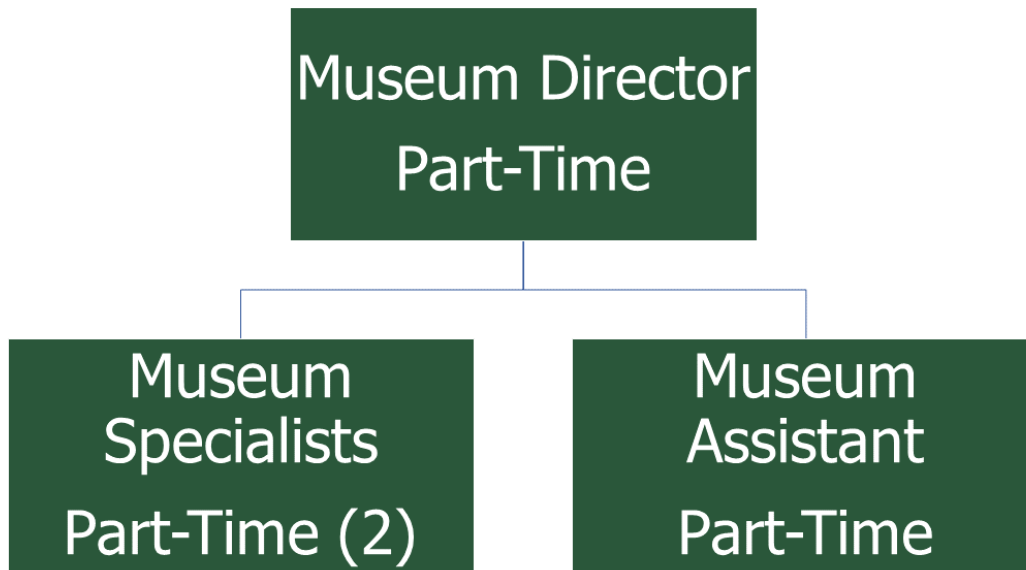 Museum Director
Part-Time
Museum
Specialists
Part-Time (2)
Museum
Assistant
Part-Time